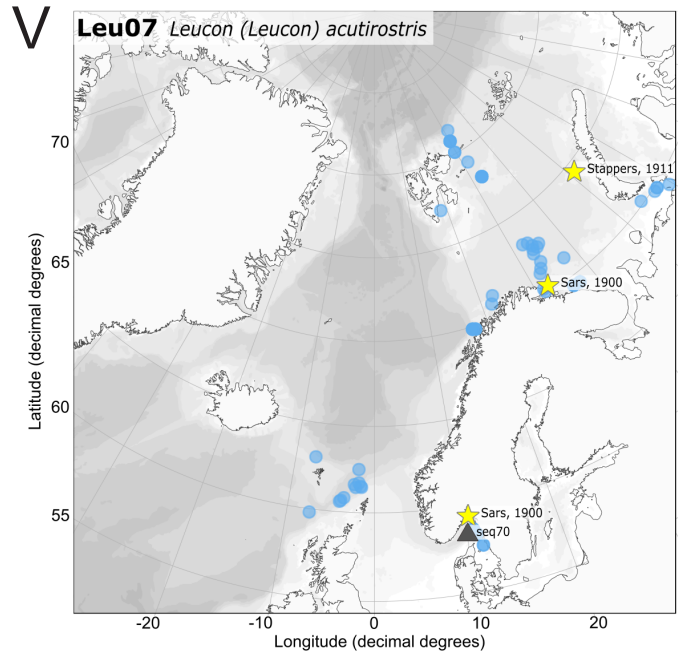 V
Leu07 Leucon (Leucon) acutirostris
70
Stappers, 1911
65
Sars, 1900
60
Sars, 1900
seq70
55
-20 -10 0 10 20
Longitude (decimal degrees)
Latitude (decimal degrees)